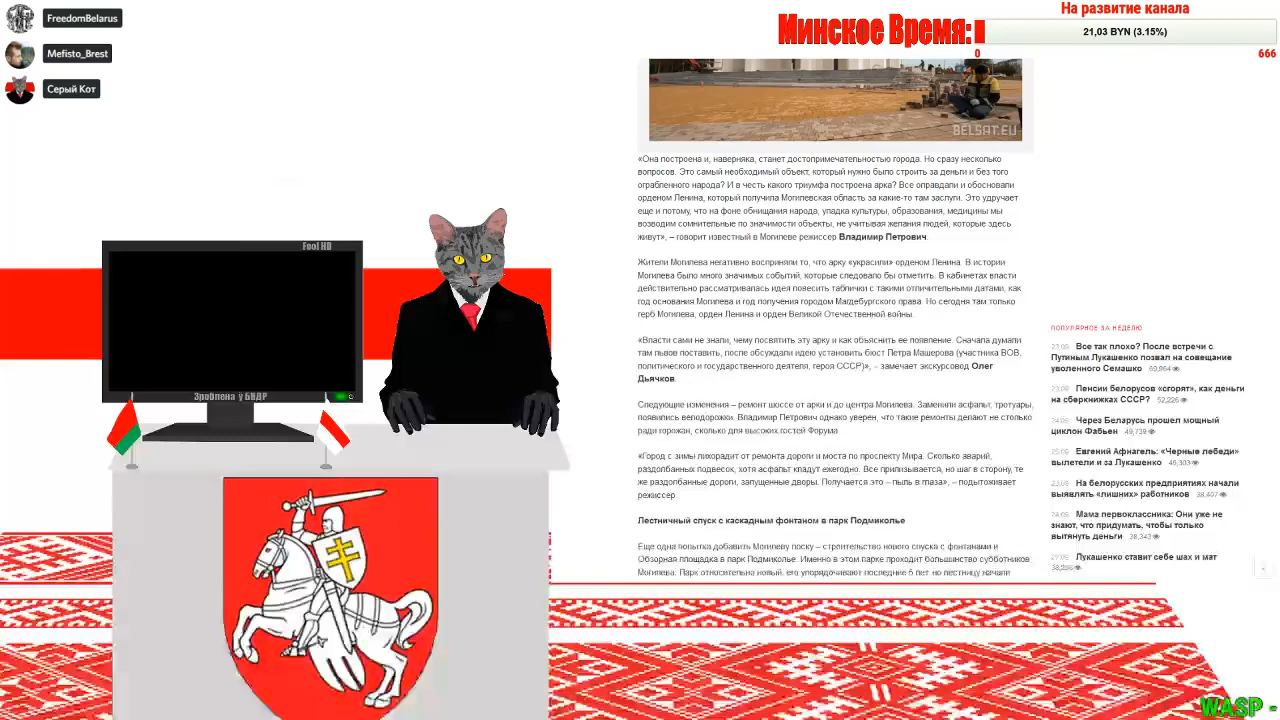 FreedomBelarus
Mefisto_Brest
Серый Кот
Минское Время:
На развитие канала
21,03 BYN (3.15%)
0
666
BELSAT.EU
«Она построена и, наверняка, станет достопримечательностью города. Но сразу несколько
вопросов. Это самый необходимый объект, который нужно было строить за деньги и без того
ограбленного народа? И в честь какого триумфа построена арка? Все оправдали и обосновали
орденом Ленина, который получила Могилевская область за какие-то там заслуги. Это удручает
еще и потому, что на фоне обнищания народа, упадка культуры, образования, медицины мы
возводим сомнительные по значимости объекты, не учитывая желания людей, которые здесь
живут», – говорит известный в Могилеве режиссер Владимир Петрович.
Жители Могилева негативно восприняли то, что арку «украсили» орденом Ленина. В истории
Могилева было много значимых событий, которые следовало бы отметить. В кабинетах власти
действительно рассматривалась идея повесить таблички с такими отличительными датами, как
год основания Могилева и год получения городом Магдебургского права. Но сегодня там только
герб Могилева, орден Ленина и орден Великой Отечественной войны.
«Власти сами не знали, чему посвятить эту арку и как объяснить ее появление. Сначала думали
там львов поставить, после обсуждали идею установить бюст Петра Машерова (участника ВОВ,
политического и государственного деятеля, героя СССР)», – замечает экскурсовод Олег
Дьячков.
Следующие изменения – ремонт шоссе от арки и до центра Могилева. Заменили асфальт, тротуары,
появились велодорожки. Владимир Петрович однако уверен, что такие ремонты делают не столько
ради горожан, сколько для высоких гостей Форума
«Город с зимы лихорадит от ремонта дороги и моста по проспекту Мира. Сколько аварий,
раздолбанных подвесок, хотя асфальт кладут ежегодно. Все прилизывается, но шаг в сторону, те
же раздолбанные дороги, запущенные дворы. Получается это – пыль в глаза», – подытоживает
режиссер
Лестничный спуск с каскадным фонтаном в парк Подмиколье
Еще одна попытка добавить Могилеву лоску – строительство нового спуска с фонтанами и
Обзорная площадка в парк Подмиколье. Именно в этом парке проходит большинство субботников
Могилева. Парк относительно новый, его упорядочивают последние 5 лет, но лестницу начали
ПОПУЛЯРНОЕ ЗА НЕДЕЛЮ
Все так плохо? После встречи с
Путиным Лукашенко позвал на совещание
уволенного Семашко 69,964
Пенсии белорусов «сгорят», как деньги
на сберкнижках СССР? 52,226
Через Беларусь прошел мощный
циклон Фабьен 49,739
Евгений Афнагель: «Черные лебеди»
вылетели и за Лукашенко 46,303
На белорусских предприятиях начали
выявлять «лишних» работников 38,407
Мама первоклассника: Они уже не
знают, что придумать, чтобы только
вытянуть деньги 38,343
Лукашенко ставит себе шах и мат
Fool HD
Зроблена ў БНДР
WASP -